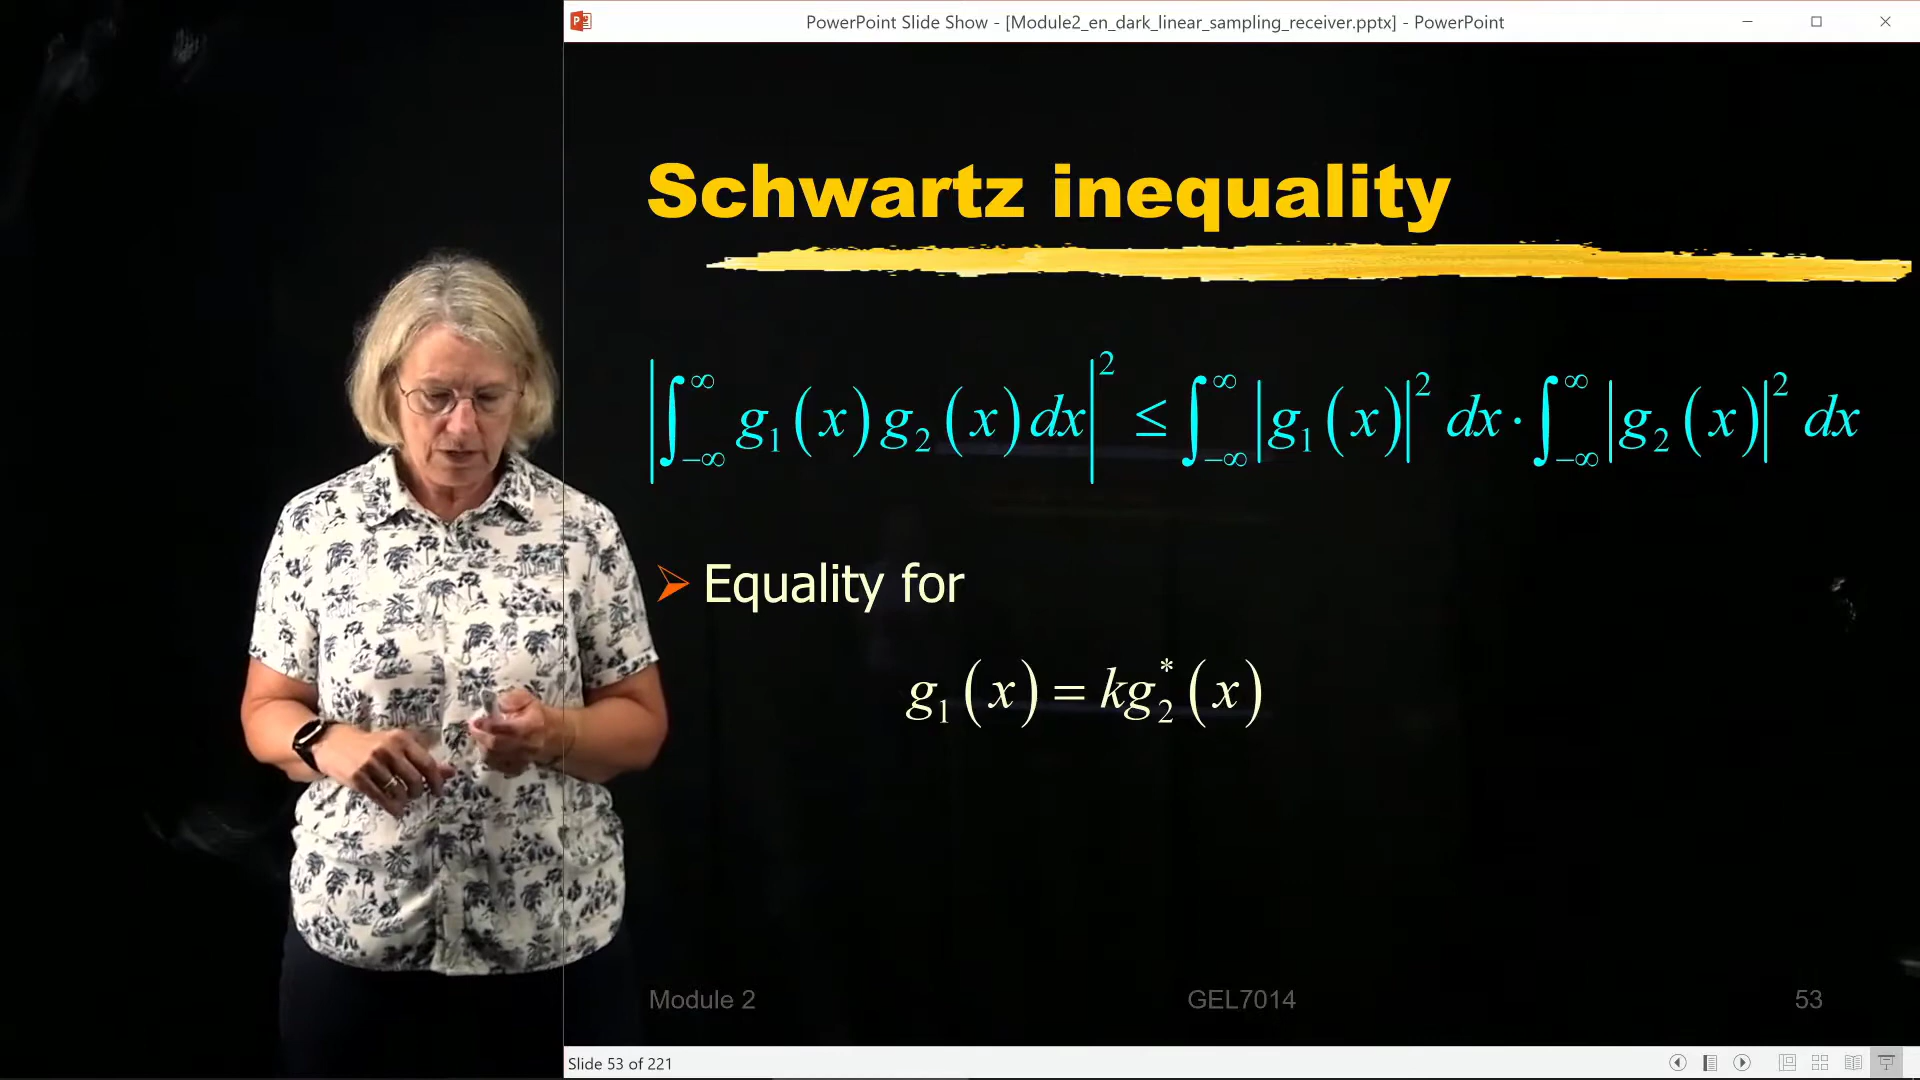 PowerPoint Slide Show - [Module2_en_dark_linear_sampling_receiver.pptx] - PowerPoint
Schwartz inequality
|∫_{-∞}^{∞} g₁(x) g₂(x) dx|² ≤ ∫_{-∞}^{∞} |g₁(x)|² dx · ∫_{-∞}^{∞} |g₂(x)|² dx
➢ Equality for
g₁(x) = kg₂*(x)
Module 2 GEL7014 53
Slide 53 of 221